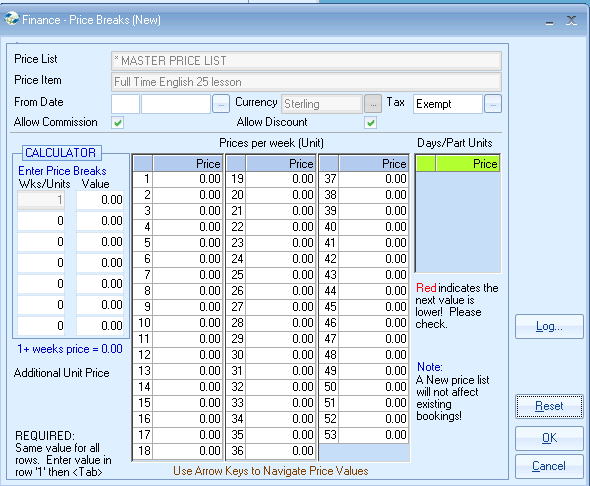 Finance - Price Breaks (New)
Price List * MASTER PRICE LIST
Price Item Full Time English 25 lesson
From Date ... Currency Sterling ... Tax Exempt ...
Allow Commission Allow Discount
CALCULATOR
Enter Price Breaks
Wks/Units Value
1 0.00
0 0.00
0 0.00
0 0.00
0 0.00
0 0.00
0 0.00
1+ weeks price = 0.00
Additional Unit Price
REQUIRED:
Same value for all
rows. Enter value in
row '1' then <Tab>
Prices per week (Unit)
Price Price Price
1 0.00 19 0.00 37 0.00
2 0.00 20 0.00 38 0.00
3 0.00 21 0.00 39 0.00
4 0.00 22 0.00 40 0.00
5 0.00 23 0.00 41 0.00
6 0.00 24 0.00 42 0.00
7 0.00 25 0.00 43 0.00
8 0.00 26 0.00 44 0.00
9 0.00 27 0.00 45 0.00
10 0.00 28 0.00 46 0.00
11 0.00 29 0.00 47 0.00
12 0.00 30 0.00 48 0.00
13 0.00 31 0.00 49 0.00
14 0.00 32 0.00 50 0.00
15 0.00 33 0.00 51 0.00
16 0.00 34 0.00 52 0.00
17 0.00 35 0.00 53 0.00
18 0.00 36 0.00
Use Arrow Keys to Navigate Price Values
Days/Part Units
Price
Red indicates the
next value is
lower! Please
check.
Note:
A New price list
will not affect
existing
bookings!
Log...
Reset
OK
Cancel